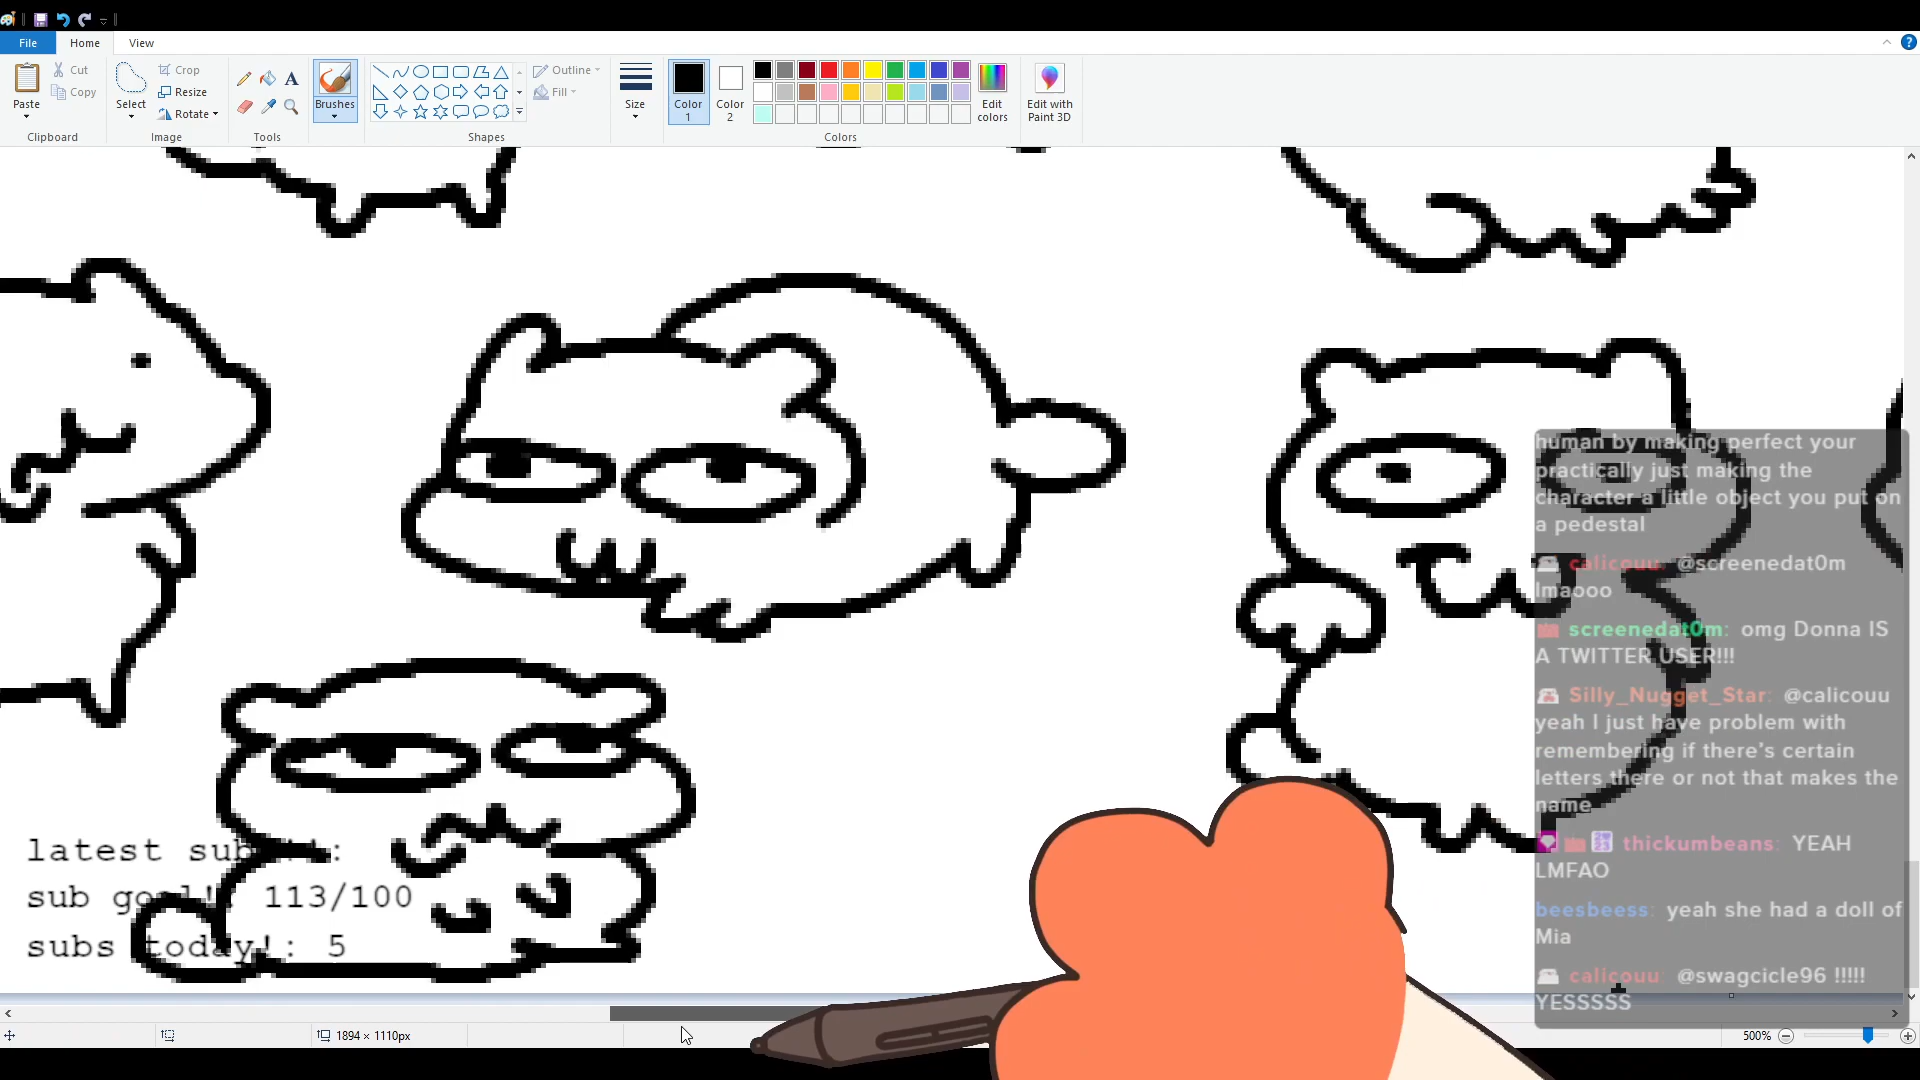 File Home View
Cut
Copy
Paste
Clipboard
Select
Crop
Resize
Rotate
Image
A
Tools
Brushes
Outline
Fill
Shapes
Size
Color
1
Color
2
Edit
colors
Colors
Edit with
Paint 3D
human by making perfect your
practically just making the
character a little object you put on
a pedestal
calicouu: @screenedat0m
lmaooo
screenedat0m: omg Donna IS
A TWITTER USER!!!
Silly_Nugget_Star: @calicouu
yeah I just have problem with
remembering if there's certain
letters there or not that makes the
name
thickumbeans: YEAH
LMFAO
beesbeess: yeah she had a doll of
Mia
calicouu: @swagcicle96 !!!!!
YESSSSS
latest sub
sub goal!: 113/100
subs today!: 5
1894 × 1110px
500%